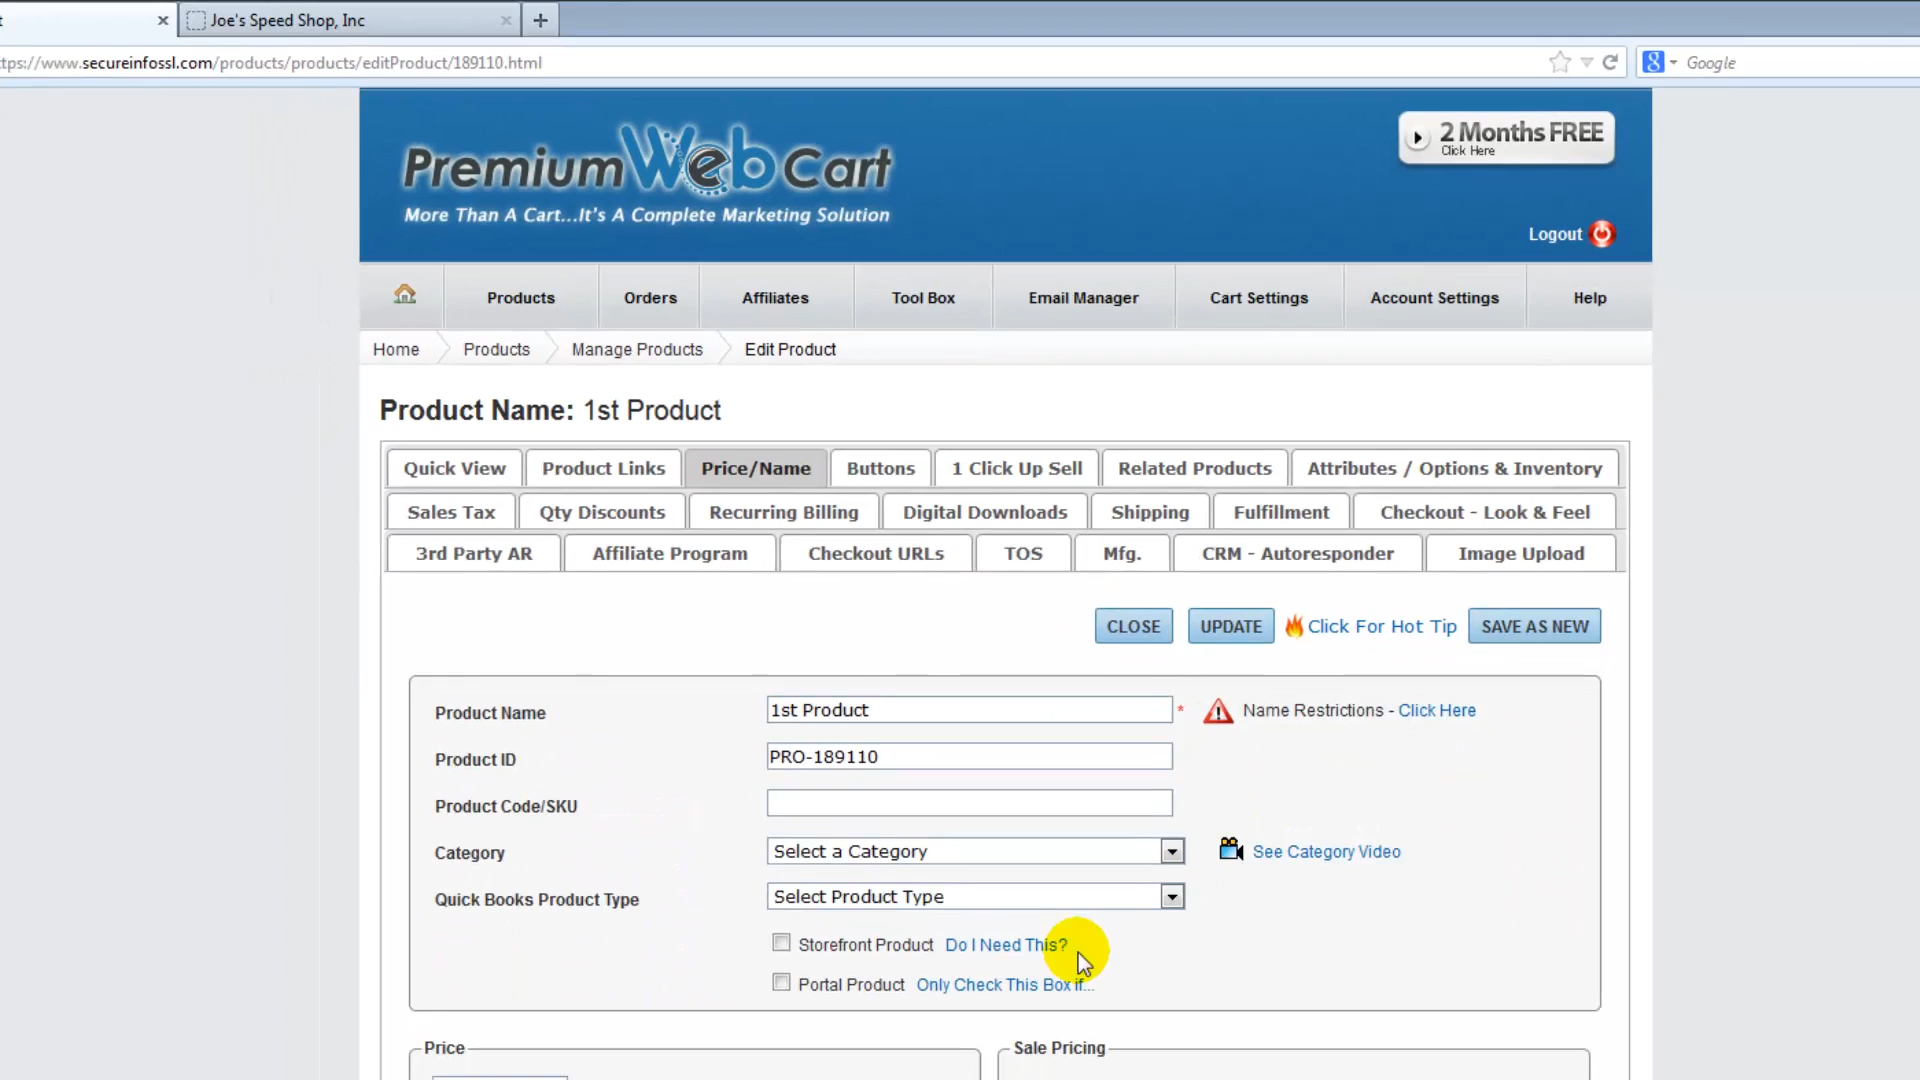 Joe's Speed Shop, Inc
tps://www.secureinfossl.com/products/products/editProduct/189110.html
Google
PremiumWebCart
More Than A Cart...It's A Complete Marketing Solution
2 Months FREE
Click Here
Logout
Products Orders Affiliates Tool Box Email Manager Cart Settings Account Settings Help
Home Products Manage Products Edit Product
Product Name: 1st Product
Quick View Product Links Price/Name Buttons 1 Click Up Sell Related Products Attributes / Options & Inventory
Sales Tax Qty Discounts Recurring Billing Digital Downloads Shipping Fulfillment Checkout - Look & Feel
3rd Party AR Affiliate Program Checkout URLs TOS Mfg. CRM - Autoresponder Image Upload
CLOSE UPDATE Click For Hot Tip SAVE AS NEW
Product Name 1st Product * Name Restrictions - Click Here
Product ID PRO-189110
Product Code/SKU
Category Select a Category See Category Video
Quick Books Product Type Select Product Type
Storefront Product Do I Need This?
Portal Product Only Check This Box if...
Price Sale Pricing